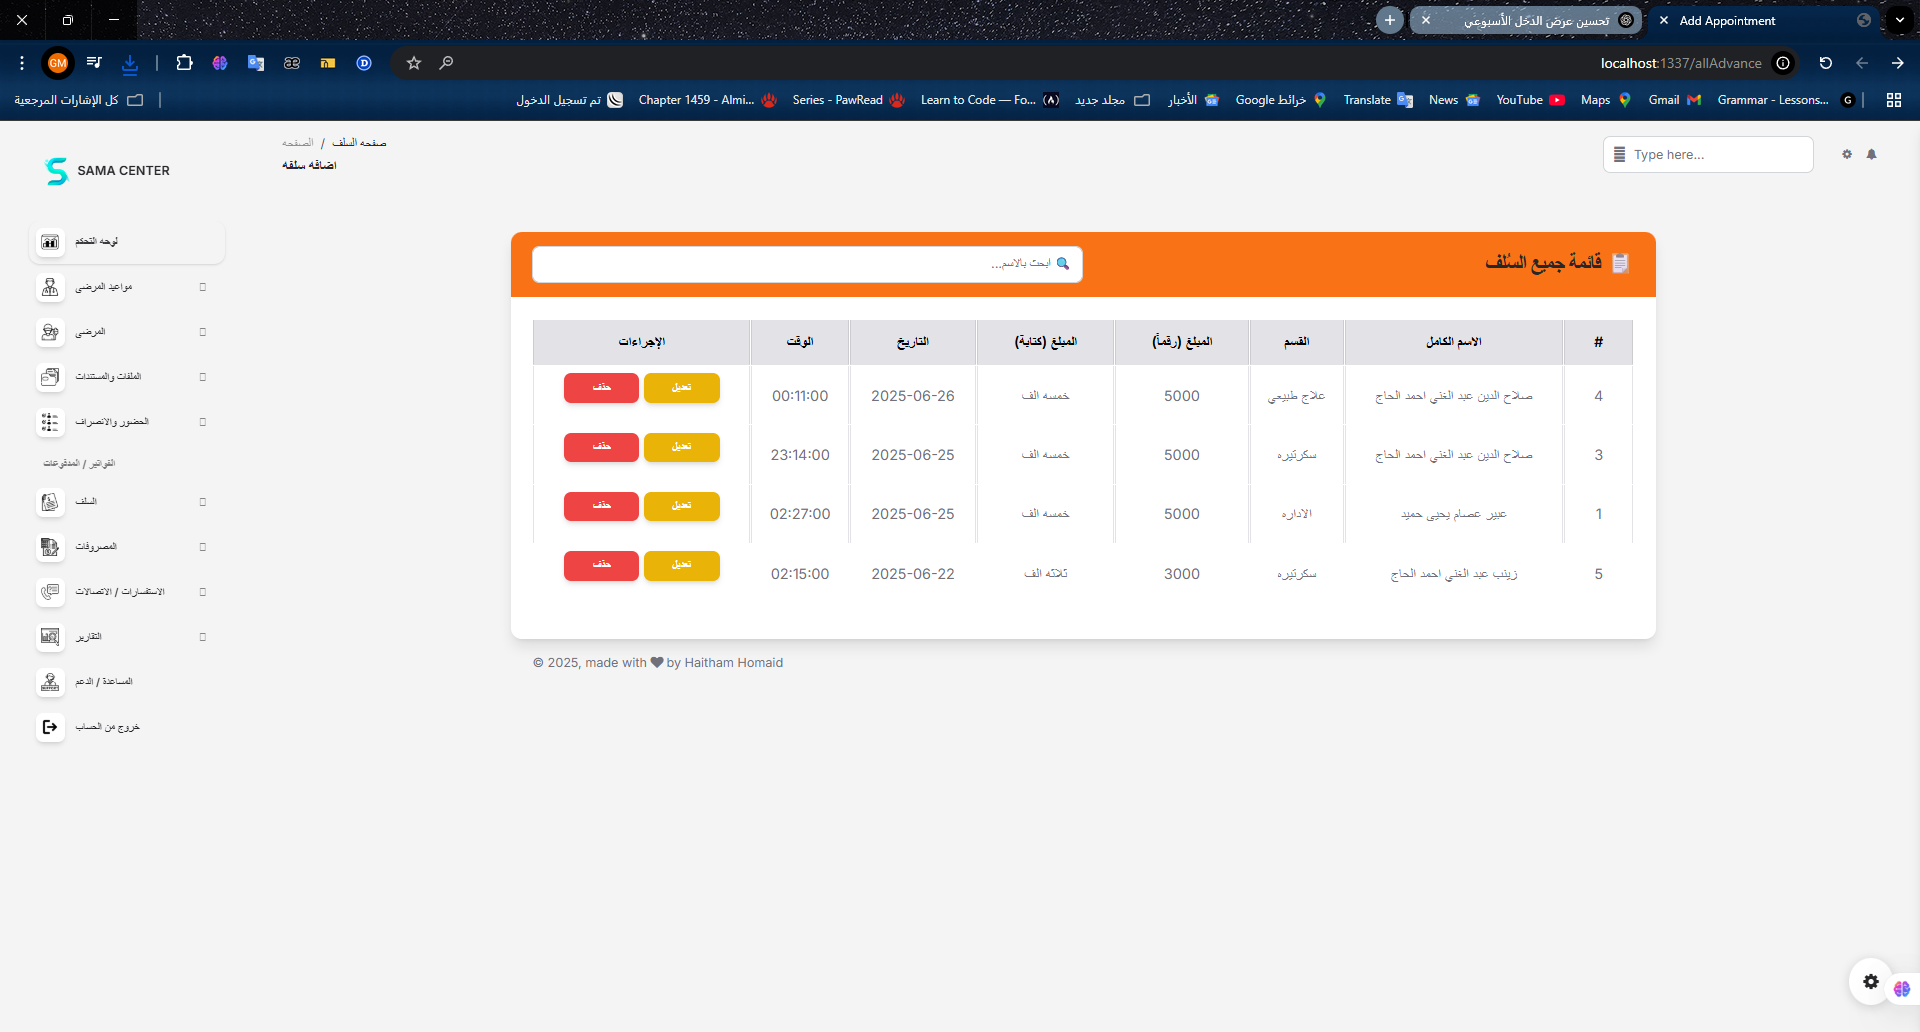 تحسين عرض الدخل الأسبوعي
Add Appointment
GM
localhost:1337/allAdvance
كل الإشارات المرجعية
تم تسجيل الدخول
Chapter 1459 - Almi...
Series - PawRead
Learn to Code — Fo...
مجلد جديد
الأخبار
خرائط Google
Translate
News
YouTube
Maps
Gmail
Grammar - Lessons...
SAMA CENTER
الصفحه / صفحه السلف
اضافه سلفه
Type here...
لوحه التحكم
مواعيد المرضى
المرضى
الملفات والمستندات
الحضور والانصراف
الفواتير / المدفوعات
السلف
المصروفات
الاستفسارات / الاتصالات
التقارير
المساعدة / الدعم
خروج من الحساب
قائمة جميع السُلف
ابحث بالاسم...
# الاسم الكامل القسم المبلغ (رقماً) المبلغ (كتابة) التاريخ الوقت الإجراءات
4 صلاح الدين عبد الغني احمد الحاج علاج طبيعي 5000 خمسه الف 2025-06-26 00:11:00 تعديل حذف
3 صلاح الدين عبد الغني احمد الحاج سكرتيره 5000 خمسه الف 2025-06-25 23:14:00 تعديل حذف
1 عبير عصام يحيى حميد الاداره 5000 خمسه الف 2025-06-25 02:27:00 تعديل حذف
5 زينب عبد الغني احمد الحاج سكرتيره 3000 ثلاثه الف 2025-06-22 02:15:00 تعديل حذف
© 2025, made with ❤ by Haitham Homaid